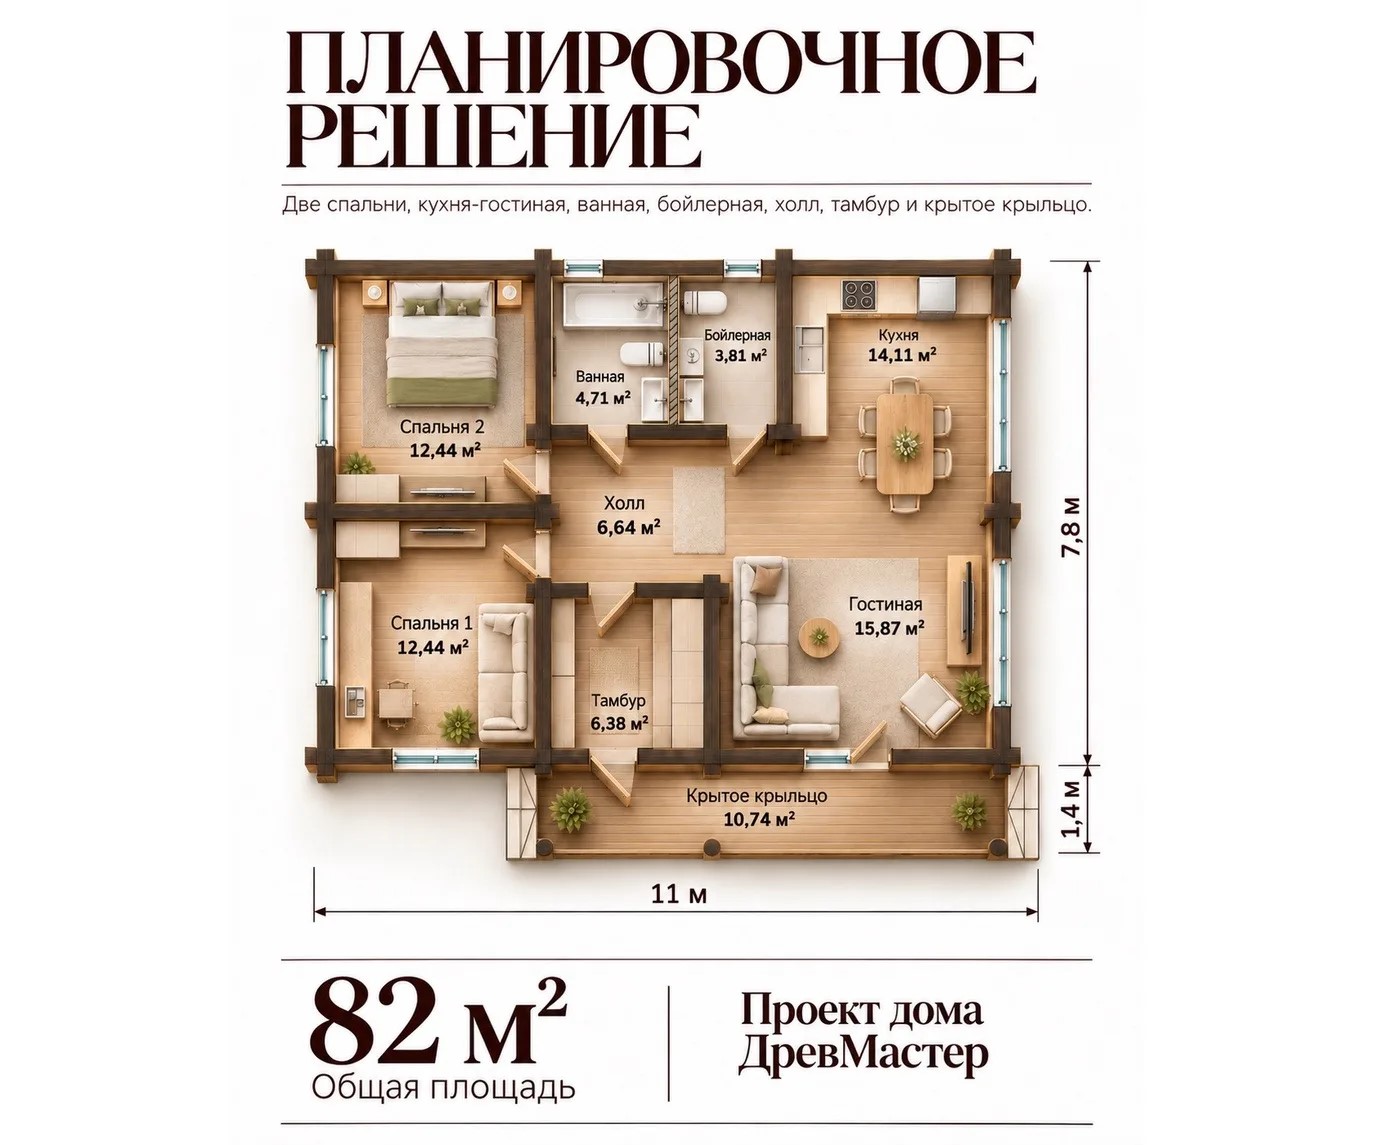 ПЛАНИРОВОЧНОЕ
РЕШЕНИЕ
Две спальни, кухня-гостиная, ванная, бойлерная, холл, тамбур и крытое крыльцо.
Спальня 2
12,44 м²
Ванная
4,71 м²
Бойлерная
3,81 м²
Кухня
14,11 м²
Холл
6,64 м²
Спальня 1
12,44 м²
Тамбур
6,38 м²
Гостиная
15,87 м²
Крытое крыльцо
10,74 м²
7,8 м
1,4 м
11 м
82 м²
Общая площадь
Проект дома
ДревМастер